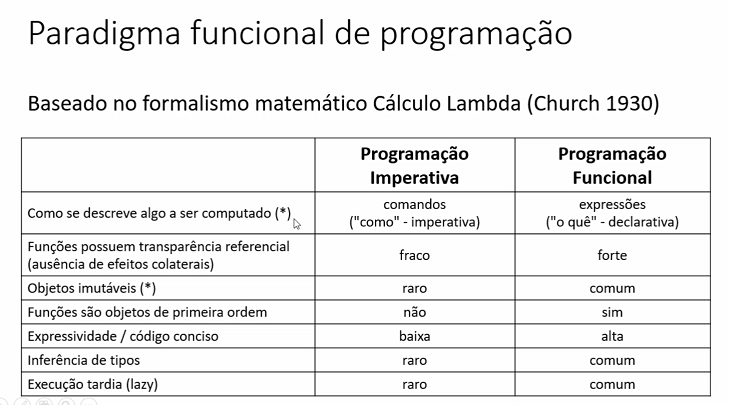 Paradigma funcional de programação
Baseado no formalismo matemático Cálculo Lambda (Church 1930)
Programação Programação
Imperativa Funcional
Como se descreve algo a ser computado (*) comandos expressões
("como" - imperativa) ("o quê" - declarativa)
Funções possuem transparência referencial
(ausência de efeitos colaterais) fraco forte
Objetos imutáveis (*) raro comum
Funções são objetos de primeira ordem não sim
Expressividade / código conciso baixa alta
Inferência de tipos raro comum
Execução tardia (lazy) raro comum